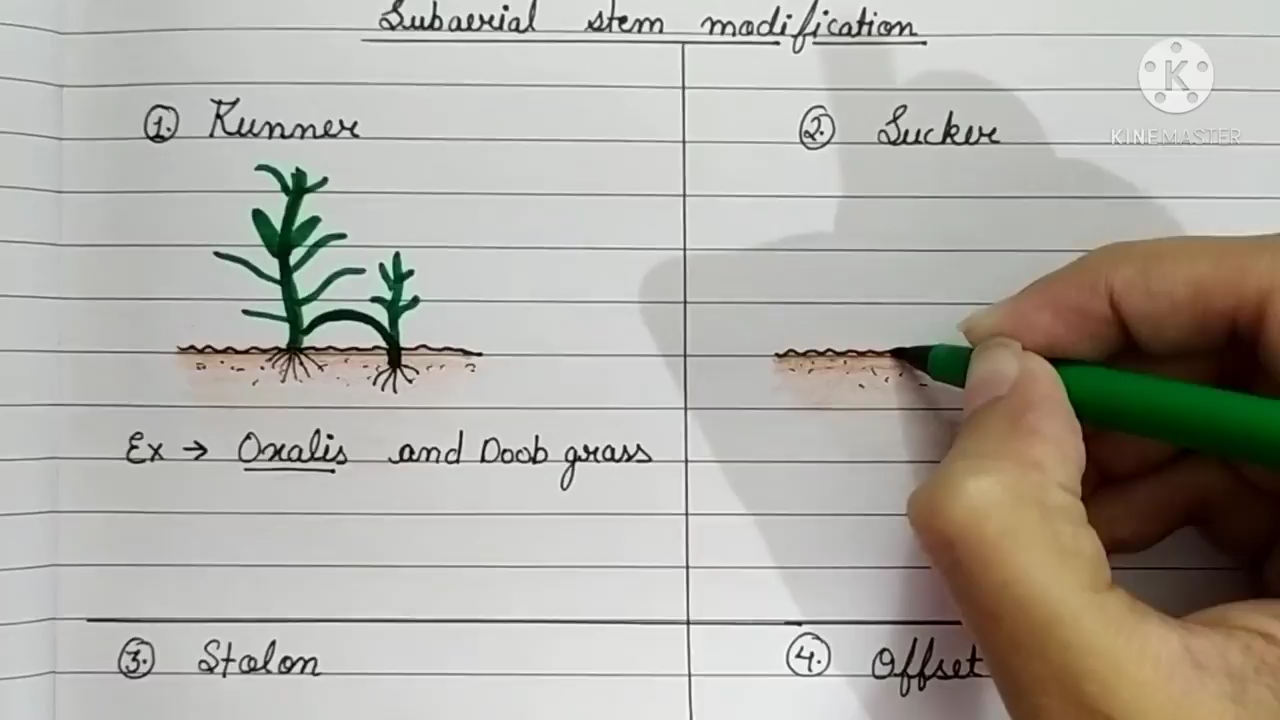 Subaerial stem modification
1. Runner
2. Sucker
K
KINEMASTER
Ex → Oxalis and Doob grass
3. Stolon
4. Offset